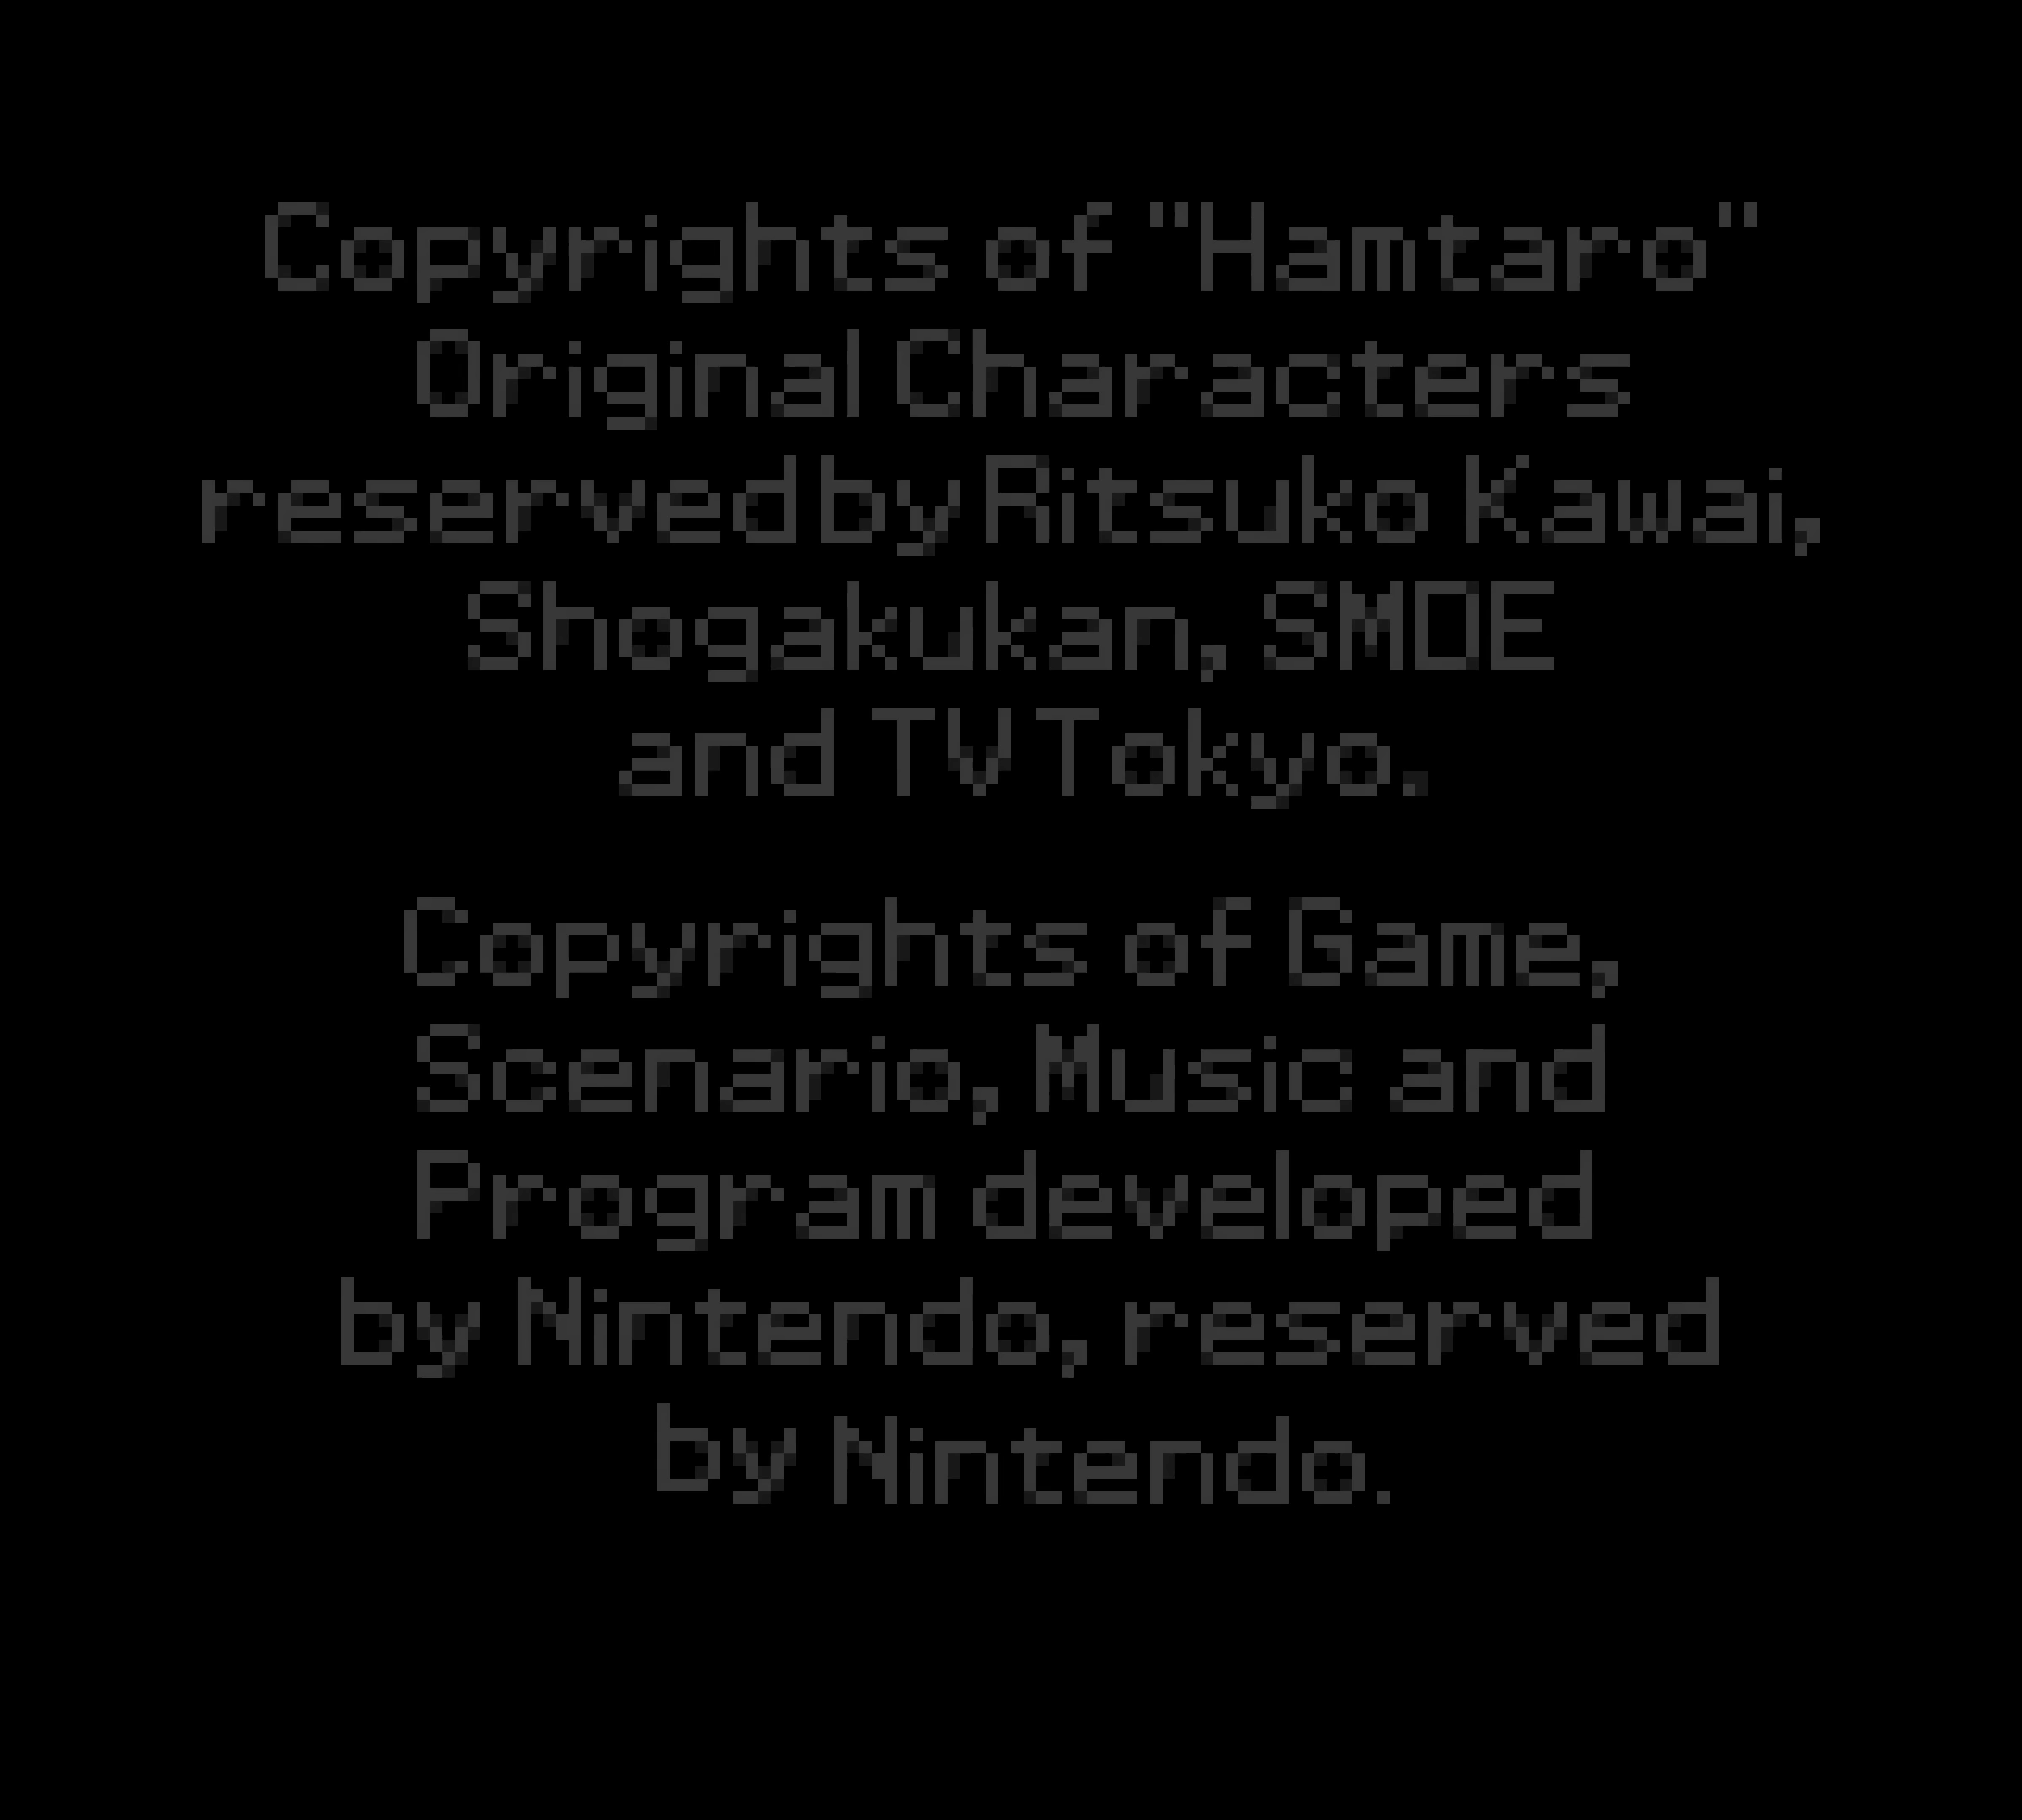 Copyrights of "Hamtaro"
Original Characters
reserved by Ritsuko Kawai,
Shogakukan, SMDE
and TV Tokyo.
Copyrights of Game,
Scenario, Music and
Program developed
by Nintendo, reserved
by Nintendo.